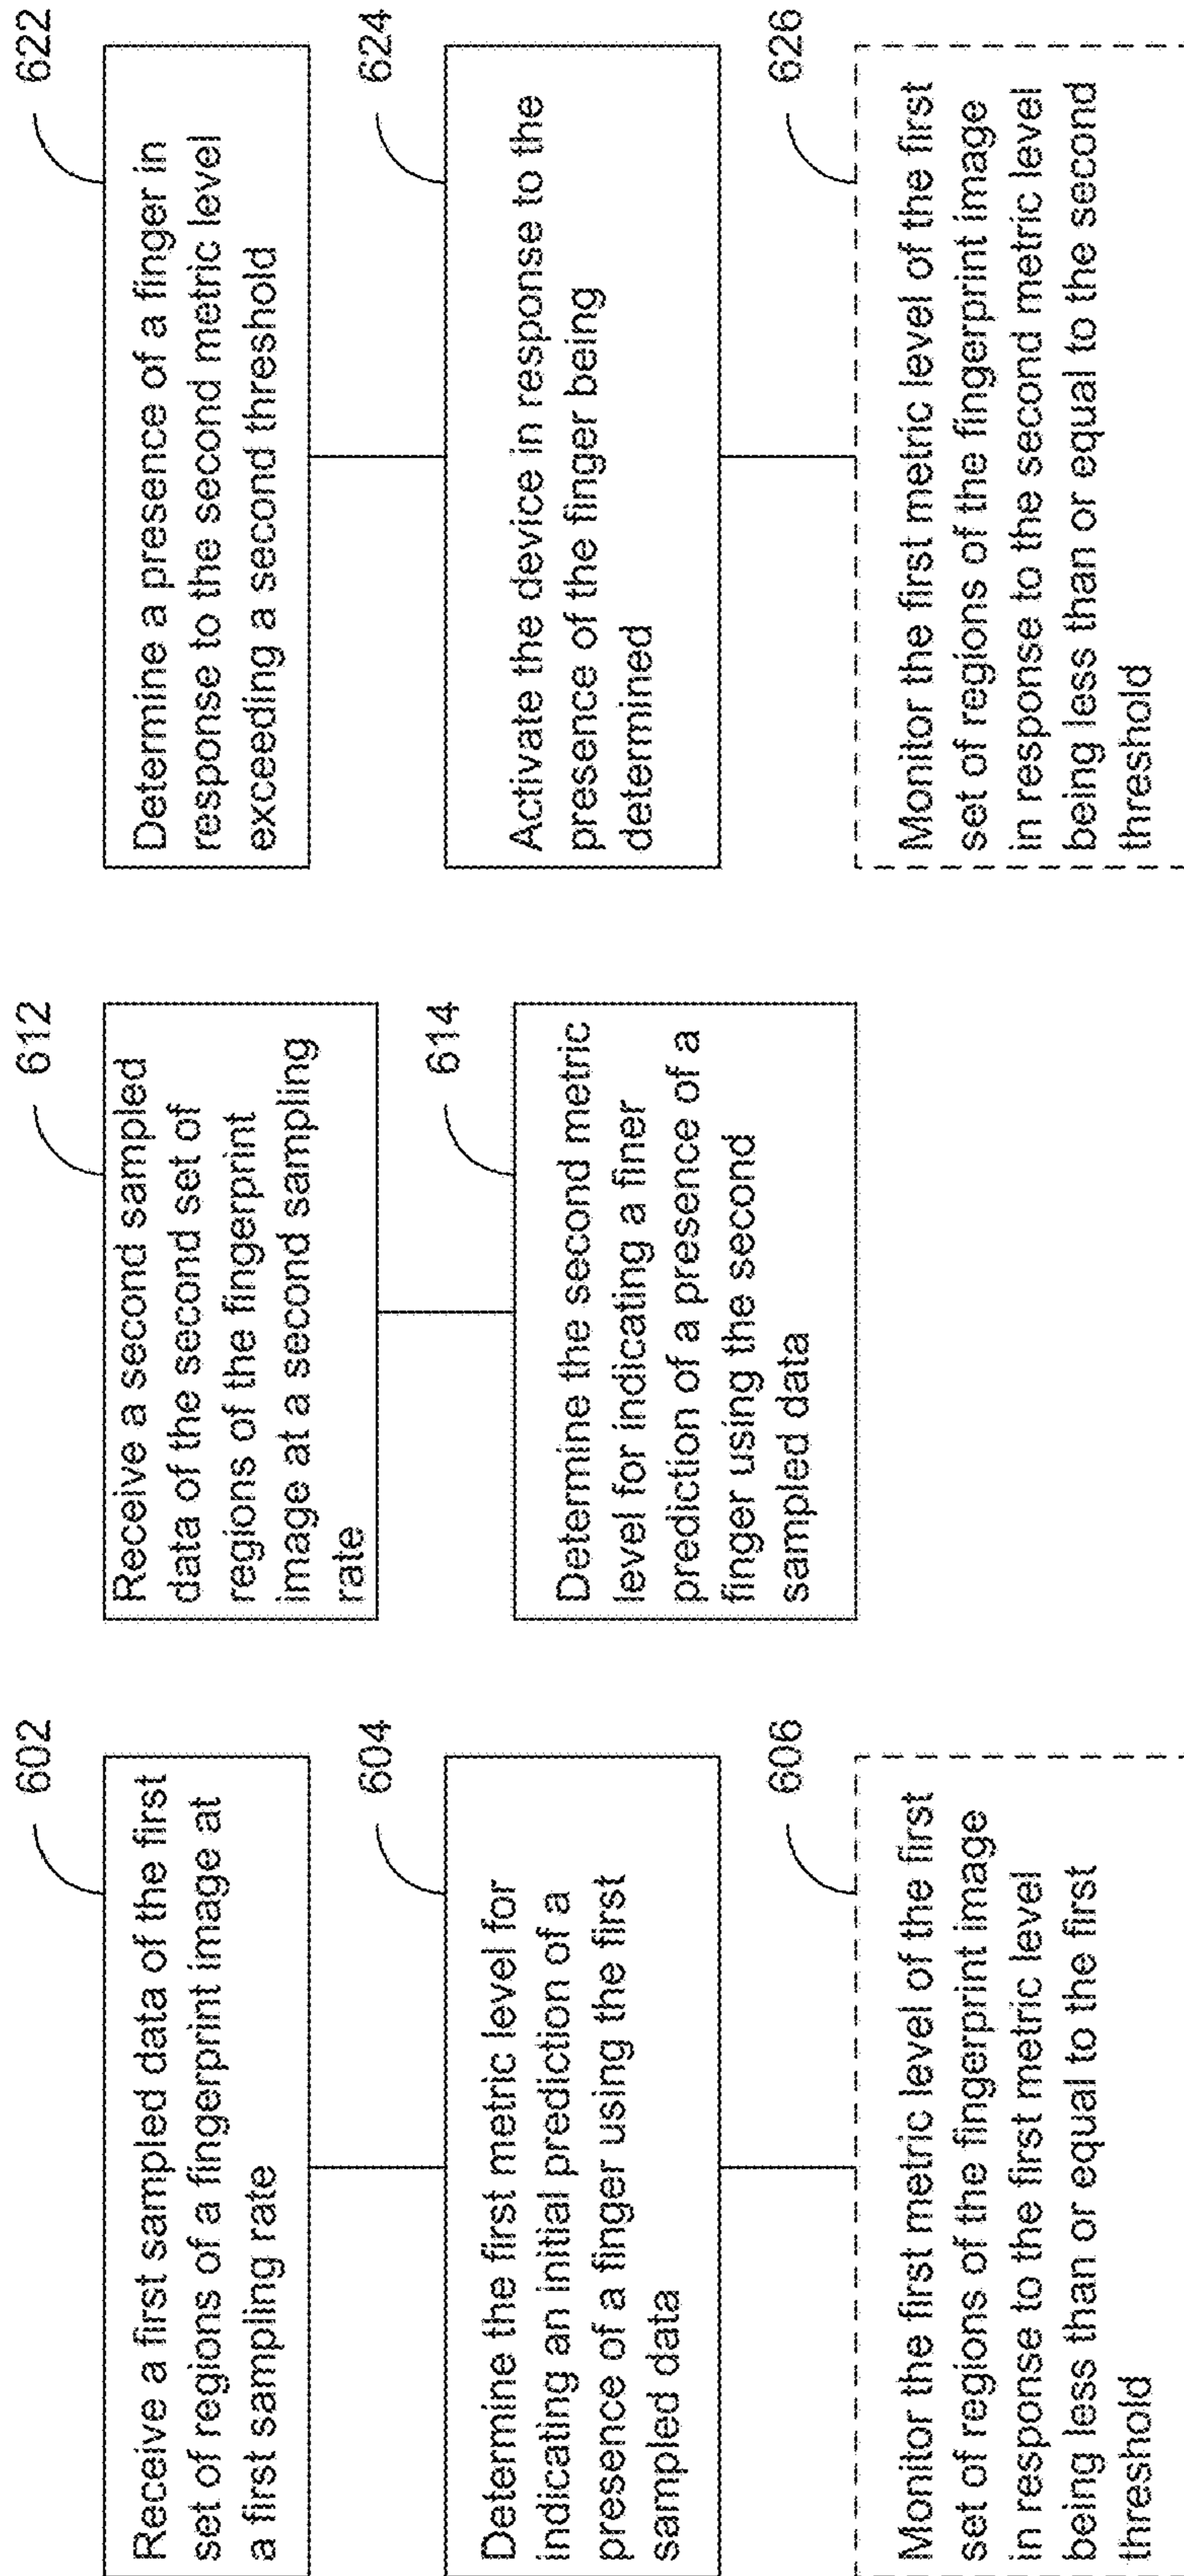 602
Receive a first sampled data of the first
set of regions of a fingerprint image at
a first sampling rate
604
Determine the first metric level for
indicating an initial prediction of a
presence of a finger using the first
sampled data
606
Monitor the first metric level of the first
set of regions of the fingerprint image
in response to the first metric level
being less than or equal to the first
threshold
612
Receive a second sampled
data of the second set of
regions of the fingerprint
image at a second sampling
rate
614
Determine the second metric
level for indicating a finer
prediction of a presence of a
finger using the second
sampled data
622
Determine a presence of a finger in
response to the second metric level
exceeding a second threshold
624
Activate the device in response to the
presence of the finger being
determined
626
Monitor the first metric level of the first
set of regions of the fingerprint image
in response to the second metric level
being less than or equal to the second
threshold